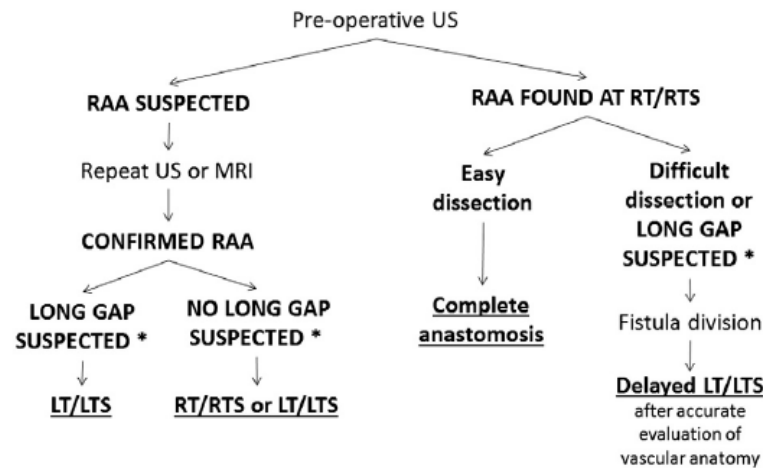 Pre-operative US
RAA SUSPECTED
Repeat US or MRI
CONFIRMED RAA
LONG GAP
SUSPECTED *
LT/LTS
NO LONG GAP
SUSPECTED *
RT/RTS or LT/LTS
RAA FOUND AT RT/RTS
Easy
dissection
Complete
anastomosis
Difficult
dissection or
LONG GAP
SUSPECTED *
Fistula division
Delayed LT/LTS
after accurate
evaluation of
vascular anatomy